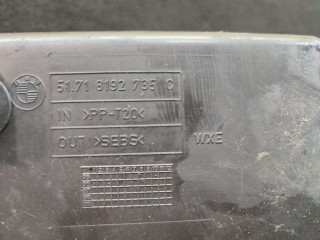 51.71 8192 735 C
IN >PP-T20<
OUT >SEBS<
WXE